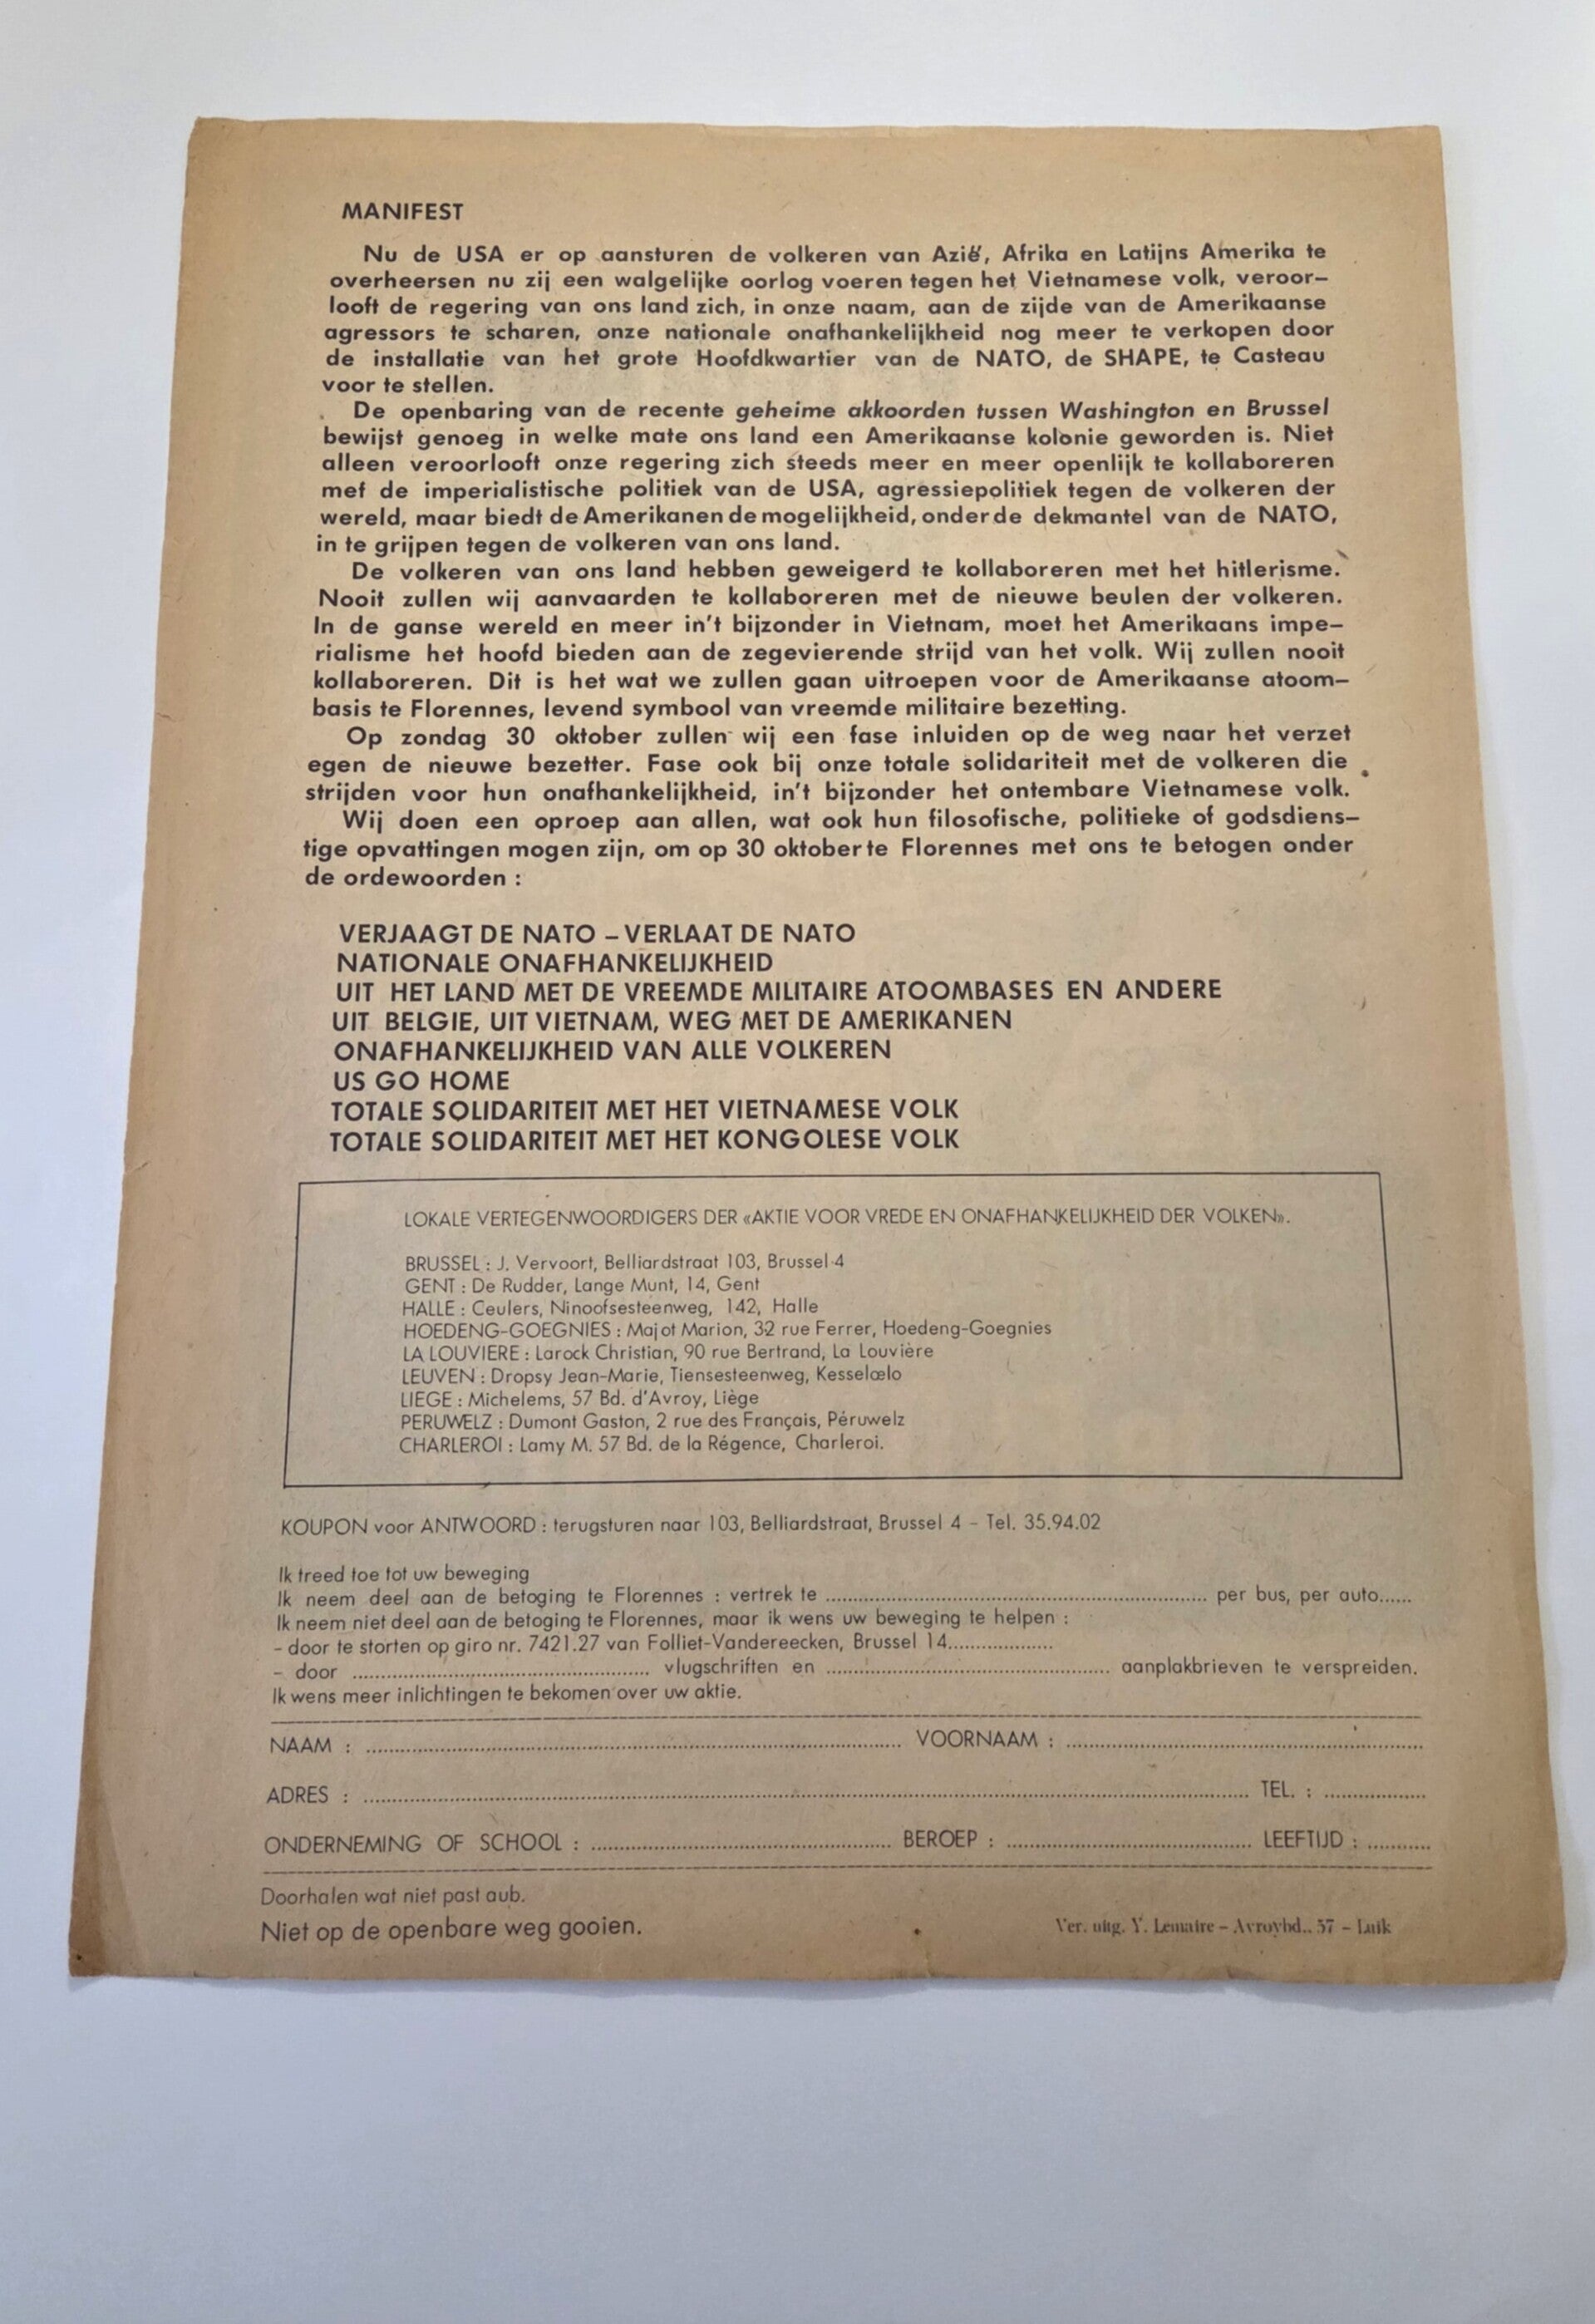 MANIFEST
Nu de USA er op aansturen de volkeren van Azië, Afrika en Latijns Amerika te
overheersen nu zij een walgelijke oorlog voeren tegen het Vietnamese volk, veroor-
looft de regering van ons land zich, in onze naam, aan de zijde van de Amerikaanse
agressors te scharen, onze nationale onafhankelijkheid nog meer te verkopen door
de installatie van het grote Hoofdkwartier van de NATO, de SHAPE, te Casteau
voor te stellen.
De openbaring van de recente geheime akkoorden tussen Washington en Brussel
bewijst genoeg in welke mate ons land een Amerikaanse kolonie geworden is. Niet
alleen veroorlooft onze regering zich steeds meer en meer openlijk te kollaboreren
mef de imperialistische politiek van de USA, agressiepolitiek tegen de volkeren der
wereld, maar biedt de Amerikanen de mogelijkheid, onder de dekmantel van de NATO,
in te grijpen tegen de volkeren van ons land.
De volkeren van ons land hebben geweigerd te kollaboreren met het hitlerisme.
Nooit zullen wij aanvaarden te kollaboreren met de nieuwe beulen der volkeren.
In de ganse wereld en meer in't bijzonder in Vietnam, moet het Amerikaans impe-
rialisme het hoofd bieden aan de zegevierende strijd van het volk. Wij zullen nooit
kollaboreren. Dit is het wat we zullen gaan uitroepen voor de Amerikaanse atoom-
basis te Florennes, levend symbool van vreemde militaire bezetting.
Op zondag 30 oktober zullen wij een fase inluiden op de weg naar het verzet
egen de nieuwe bezetter. Fase ook bij onze totale solidariteit met de volkeren die
strijden voor hun onafhankelijkheid, in't bijzonder het ontembare Vietnamese volk.
Wij doen een oproep aan allen, wat ook hun filosofische, politieke of godsdiens-
tige opvattingen mogen zijn, om op 30 oktober te Florennes met ons te betogen onder
de ordewoorden :
VERJAAGT DE NATO – VERLAAT DE NATO
NATIONALE ONAFHANKELIJKHEID
UIT HET LAND MET DE VREEMDE MILITAIRE ATOOMBASES EN ANDERE
UIT BELGIE, UIT VIETNAM, WEG MET DE AMERIKANEN
ONAFHANKELIJKHEID VAN ALLE VOLKEREN
US GO HOME
TOTALE SOLIDARITEIT MET HET VIETNAMESE VOLK
TOTALE SOLIDARITEIT MET HET KONGOLESE VOLK
LOKALE VERTEGENWOORDIGERS DER «AKTIE VOOR VREDE EN ONAFHANKELIJKHEID DER VOLKEN».
BRUSSEL : J. Vervoort, Belliardstraat 103, Brussel 4
GENT : De Rudder, Lange Munt, 14, Gent
HALLE : Ceulers, Ninoofsesteenweg, 142, Halle
HOEDENG-GOEGNIES : Majot Marion, 32 rue Ferrer, Hoedeng-Goegnies
LA LOUVIERE : Larock Christian, 90 rue Bertrand, La Louvière
LEUVEN : Dropsy Jean-Marie, Tiensesteenweg, Kesselœlo
LIEGE : Michelems, 57 Bd. d'Avroy, Liège
PERUWELZ : Dumont Gaston, 2 rue des Français, Péruwelz
CHARLEROI : Lamy M. 57 Bd. de la Régence, Charleroi.
KOUPON voor ANTWOORD : terugsturen naar 103, Belliardstraat, Brussel 4 – Tel. 35.94.02
Ik treed toe tot uw beweging
Ik neem deel aan de betoging te Florennes : vertrek te .......... per bus, per auto......
Ik neem niet deel aan de betoging te Florennes, maar ik wens uw beweging te helpen :
– door te storten op giro nr. 7421.27 van Folliet-Vandereecken, Brussel 14..........
– door .......... vlugschriften en .......... aanplakbrieven te verspreiden.
Ik wens meer inlichtingen te bekomen over uw aktie.
NAAM : .......... VOORNAAM : ..........
ADRES : .......... TEL. : ..........
ONDERNEMING OF SCHOOL : .......... BEROEP : .......... LEEFTIJD : ..........
Doorhalen wat niet past aub.
Niet op de openbare weg gooien.
Ver. uitg. Y. Lemaire – Avroybd., 57 – Luik